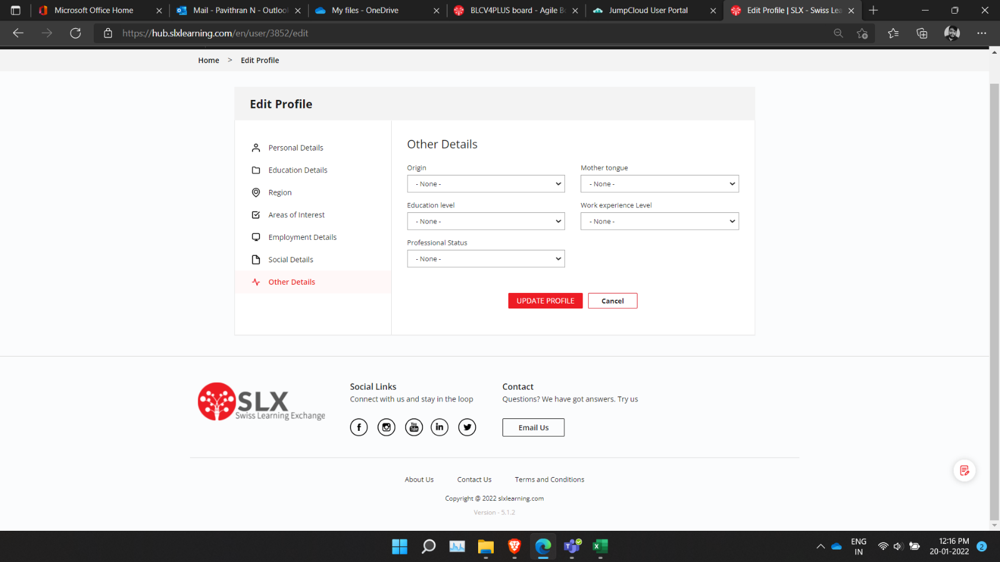 Microsoft Office Home
Mail - Pavithran N - Outloo
My files - OneDrive
BLCV4PLUS board - Agile B
JumpCloud User Portal
Edit Profile | SLX - Swiss Lea
https://hub.slxlearning.com/en/user/3852/edit
Home > Edit Profile
Edit Profile
Personal Details
Education Details
Region
Areas of Interest
Employment Details
Social Details
Other Details
Other Details
Origin
- None -
Mother tongue
- None -
Education level
- None -
Work experience Level
- None -
Professional Status
- None -
UPDATE PROFILE
Cancel
SLX
Swiss Learning Exchange
Social Links
Connect with us and stay in the loop
Contact
Questions? We have got answers. Try us
Email Us
About Us
Contact Us
Terms and Conditions
Copyright @ 2022 slxlearning.com
Version - 5.1.2
ENG
IN
12:16 PM
20-01-2022
2